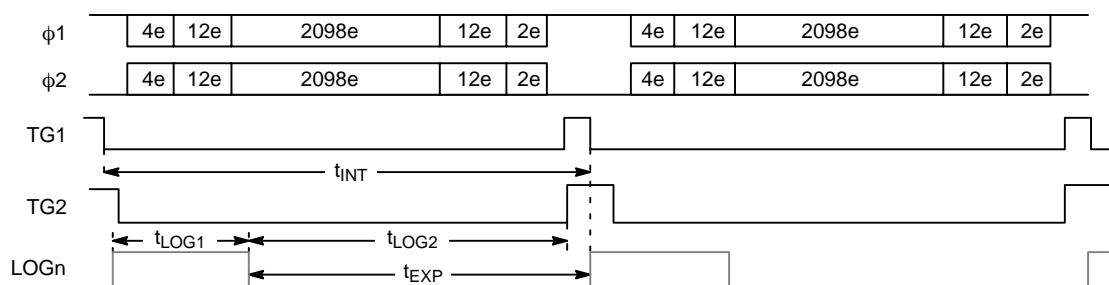 ϕ1 4e 12e 2098e 12e 2e 4e 12e 2098e 12e 2e
ϕ2 4e 12e 2098e 12e 2e 4e 12e 2098e 12e 2e
TG1
tINT
TG2
tLOG1 tLOG2
LOGn
tEXP